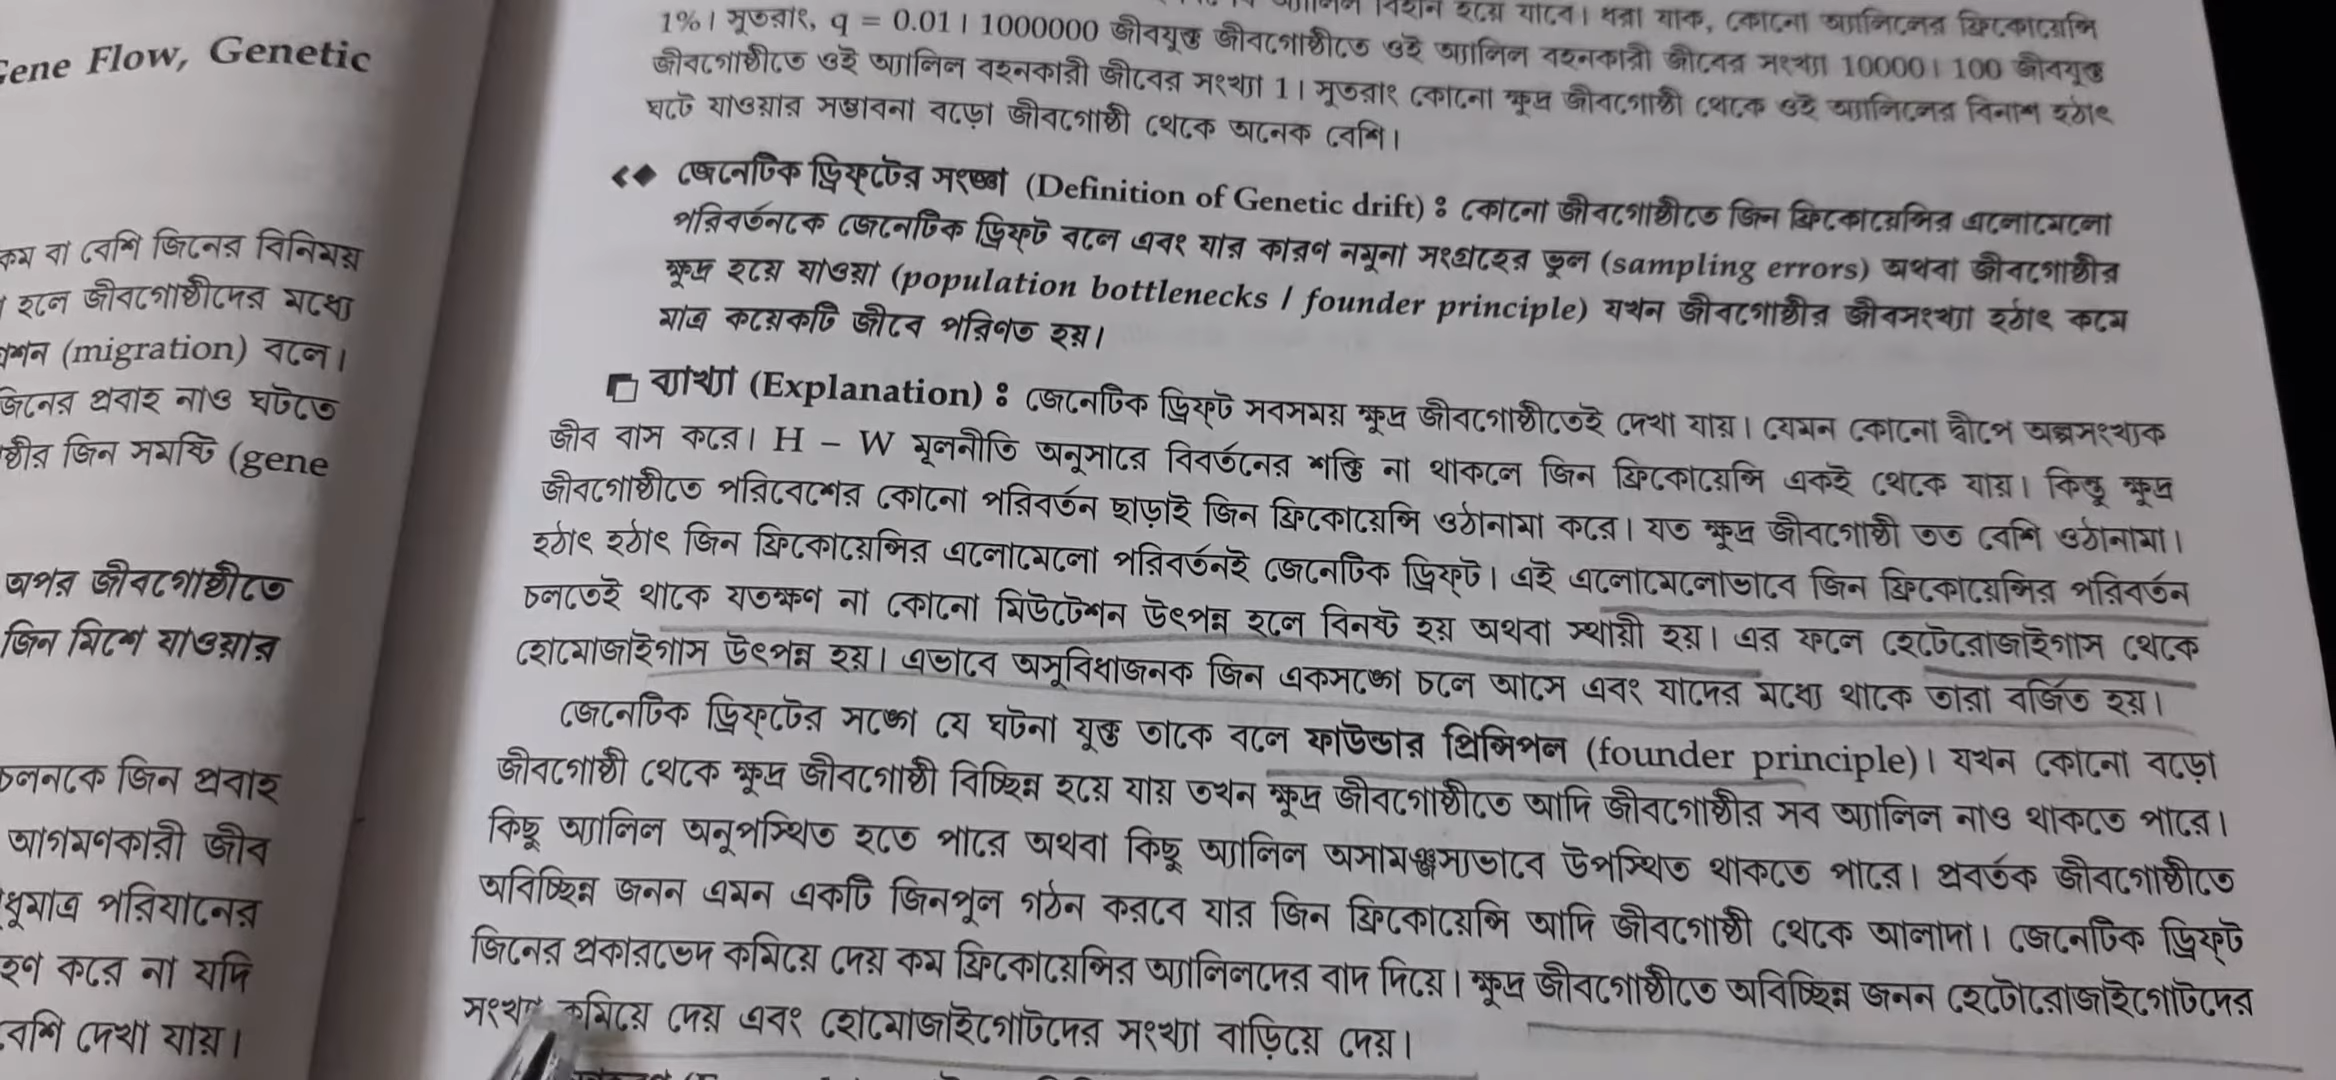 Gene Flow, Genetic
কম বা বেশি জিনের বিনিময়
হলে জীবগোষ্ঠীদের মধ্যে
(migration) বলে।
জিনের প্রবাহ নাও ঘটতে
জিন সমষ্টি (gene
অপর জীবগোষ্ঠীতে
জিন মিশে যাওয়ার
চলনকে জিন প্রবাহ
আগমণকারী জীব
পরিযানের
করে না যদি
বেশি দেখা যায়।
হয়ে যাবে। ধরা যাক, কোনো অ্যালিলের ফ্রিকোয়েন্সি
1%। সুতরাং, q = 0.01। 1000000 জীবযুক্ত জীবগোষ্ঠীতে ওই অ্যালিল বহনকারী জীবের সংখ্যা 10000। 100 জীবযুক্ত
জীবগোষ্ঠীতে ওই অ্যালিল বহনকারী জীবের সংখ্যা 1। সুতরাং কোনো ক্ষুদ্র জীবগোষ্ঠী থেকে ওই অ্যালিলের বিনাশ হঠাৎ
ঘটে যাওয়ার সম্ভাবনা বড়ো জীবগোষ্ঠী থেকে অনেক বেশি।
জেনেটিক ড্রিফ্‌টের সংজ্ঞা (Definition of Genetic drift) : কোনো জীবগোষ্ঠীতে জিন ফ্রিকোয়েন্সির এলোমেলো
পরিবর্তনকে জেনেটিক ড্রিফ্‌ট বলে এবং যার কারণ নমুনা সংগ্রহের ভুল (sampling errors) অথবা জীবগোষ্ঠীর
ক্ষুদ্র হয়ে যাওয়া (population bottlenecks / founder principle) যখন জীবগোষ্ঠীর জীবসংখ্যা হঠাৎ কমে
মাত্র কয়েকটি জীবে পরিণত হয়।
ব্যাখ্যা (Explanation) : জেনেটিক ড্রিফ্‌ট সবসময় ক্ষুদ্র জীবগোষ্ঠীতেই দেখা যায়। যেমন কোনো দ্বীপে অল্পসংখ্যক
জীব বাস করে। H – W মূলনীতি অনুসারে বিবর্তনের শক্তি না থাকলে জিন ফ্রিকোয়েন্সি একই থেকে যায়। কিন্তু ক্ষুদ্র
জীবগোষ্ঠীতে পরিবেশের কোনো পরিবর্তন ছাড়াই জিন ফ্রিকোয়েন্সি ওঠানামা করে। যত ক্ষুদ্র জীবগোষ্ঠী তত বেশি ওঠানামা।
হঠাৎ হঠাৎ জিন ফ্রিকোয়েন্সির এলোমেলো পরিবর্তনই জেনেটিক ড্রিফ্‌ট। এই এলোমেলোভাবে জিন ফ্রিকোয়েন্সির পরিবর্তন
চলতেই থাকে যতক্ষণ না কোনো মিউটেশন উৎপন্ন হলে বিনষ্ট হয় অথবা স্থায়ী হয়। এর ফলে হেটেরোজাইগাস থেকে
হোমোজাইগাস উৎপন্ন হয়। এভাবে অসুবিধাজনক জিন একসঙ্গে চলে আসে এবং যাদের মধ্যে থাকে তারা বর্জিত হয়।
জেনেটিক ড্রিফ্‌টের সঙ্গে যে ঘটনা যুক্ত তাকে বলে ফাউন্ডার প্রিন্সিপল (founder principle)। যখন কোনো বড়ো
জীবগোষ্ঠী থেকে ক্ষুদ্র জীবগোষ্ঠী বিচ্ছিন্ন হয়ে যায় তখন ক্ষুদ্র জীবগোষ্ঠীতে আদি জীবগোষ্ঠীর সব অ্যালিল নাও থাকতে পারে।
কিছু অ্যালিল অনুপস্থিত হতে পারে অথবা কিছু অ্যালিল অসামঞ্জস্যভাবে উপস্থিত থাকতে পারে। প্রবর্তক জীবগোষ্ঠীতে
অবিচ্ছিন্ন জনন এমন একটি জিনপুল গঠন করবে যার জিন ফ্রিকোয়েন্সি আদি জীবগোষ্ঠী থেকে আলাদা। জেনেটিক ড্রিফ্‌ট
জিনের প্রকারভেদ কমিয়ে দেয় কম ফ্রিকোয়েন্সির অ্যালিলদের বাদ দিয়ে। ক্ষুদ্র জীবগোষ্ঠীতে অবিচ্ছিন্ন জনন হেটোরোজাইগোটদের
সংখ্যা কমিয়ে দেয় এবং হোমোজাইগোটদের সংখ্যা বাড়িয়ে দেয়।